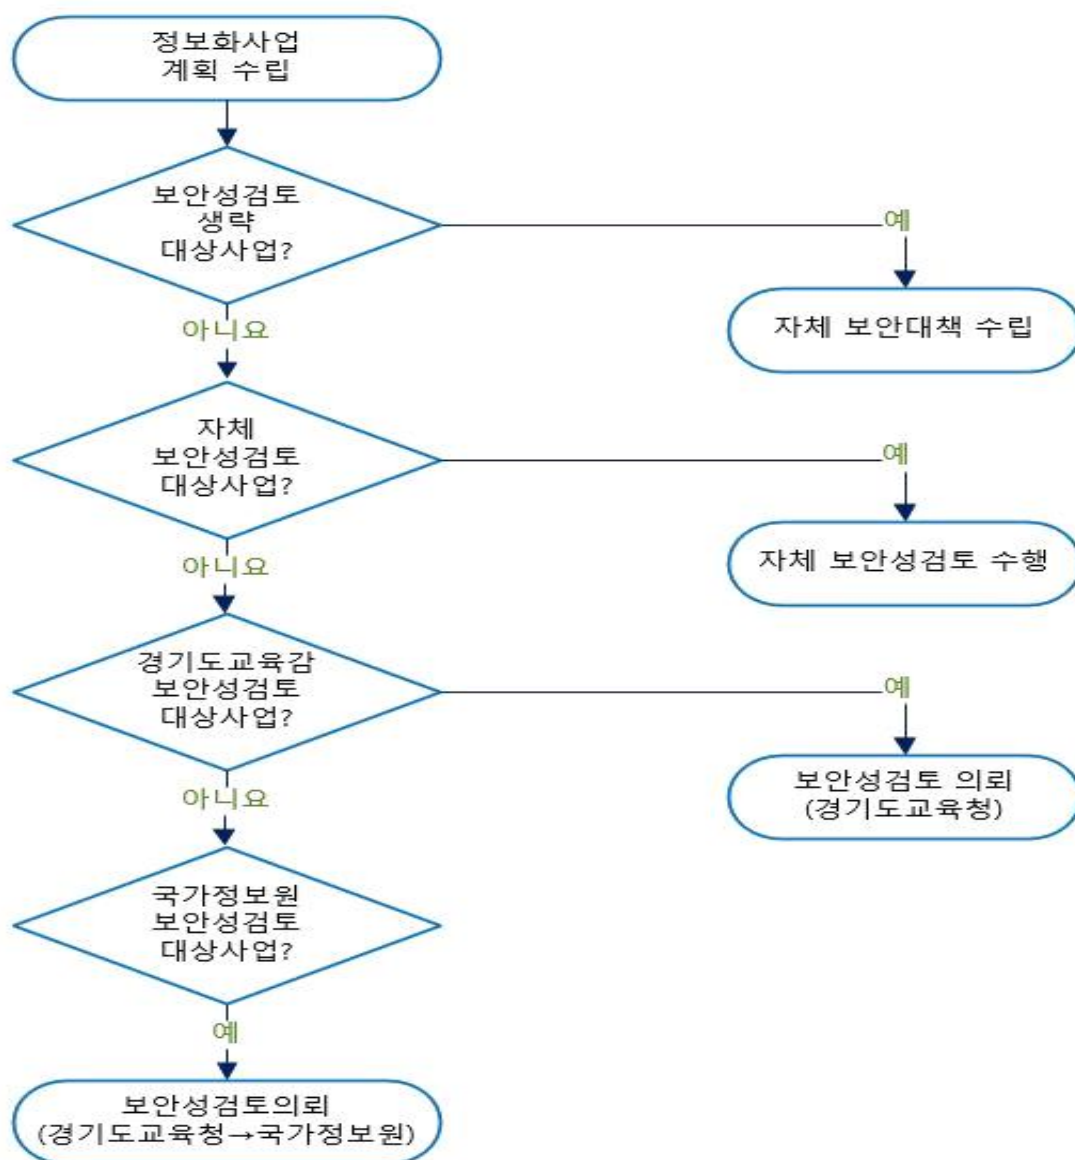 정보화사업
계획 수립
보안성검토
생략
대상사업?
예
자체 보안대책 수립
아니요
자체
보안성검토
대상사업?
예
자체 보안성검토 수행
아니요
경기도교육감
보안성검토
대상사업?
예
보안성검토 의뢰
(경기도교육청)
아니요
국가정보원
보안성검토
대상사업?
예
보안성검토의뢰
(경기도교육청→국가정보원)